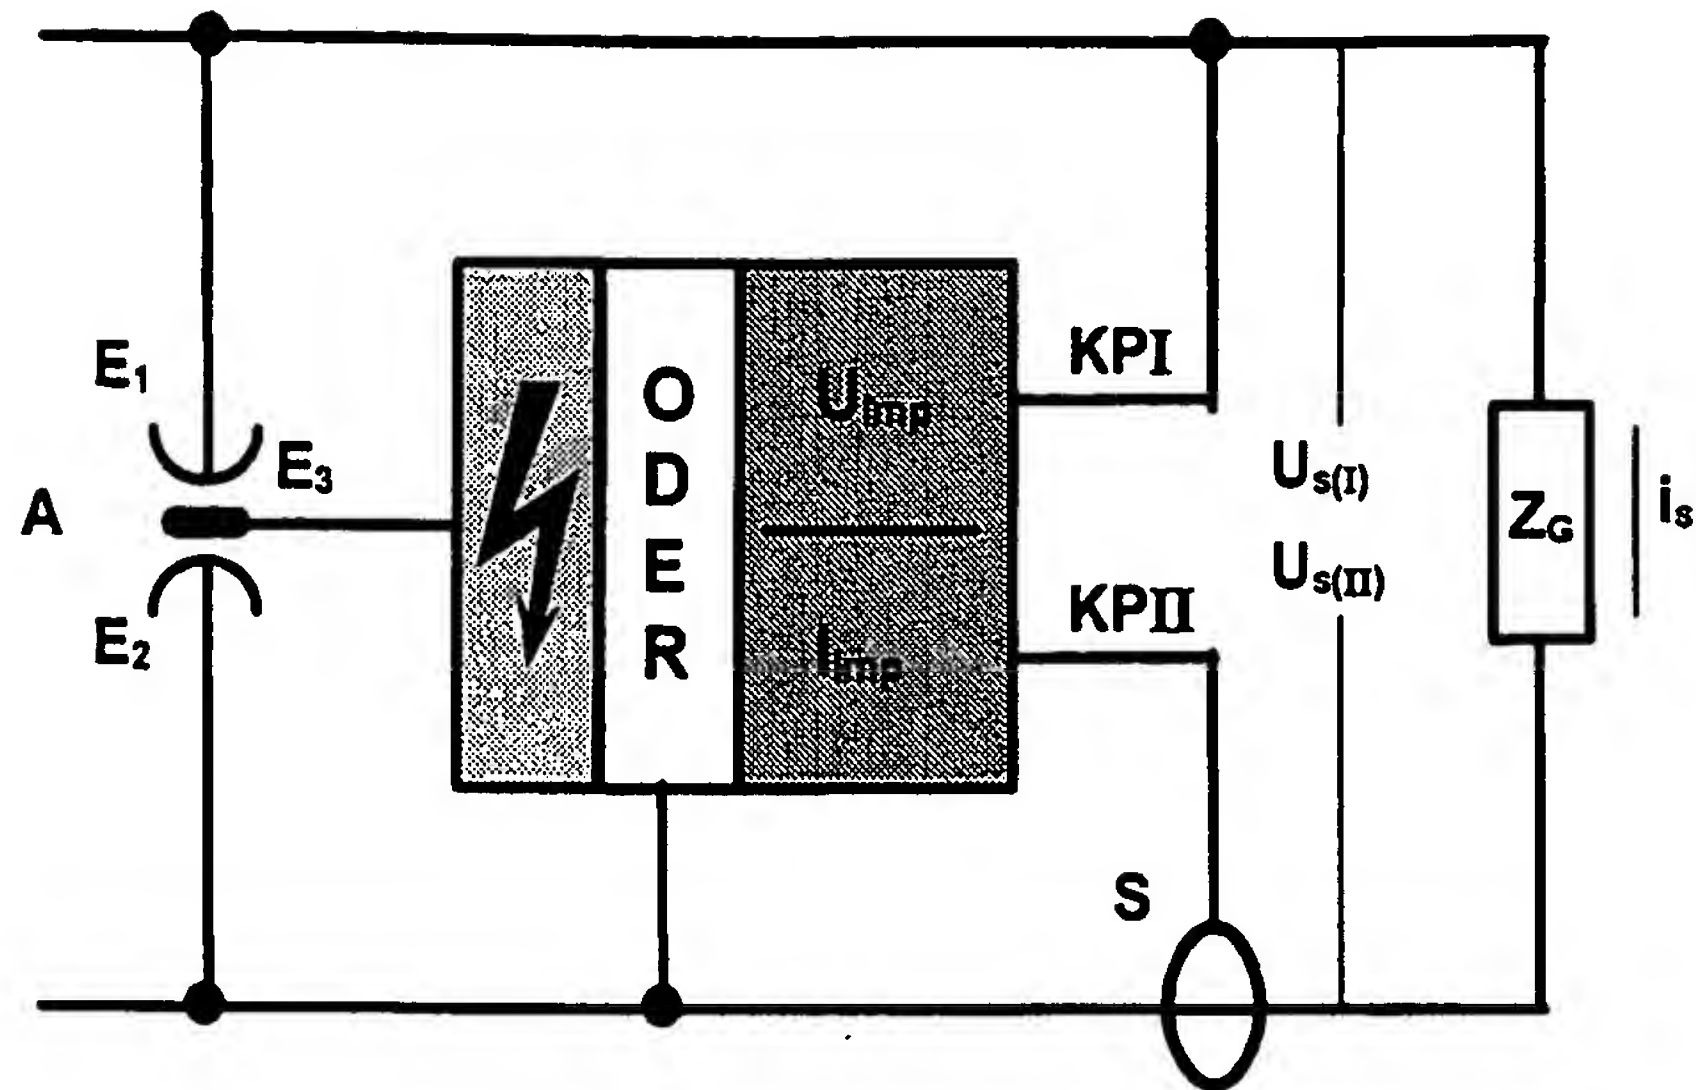 E₁
E₃
A
E₂
O
D
E
R
Uimp
Iimp
KPI
KPII
S
Us(I)
Us(II)
ZG
is